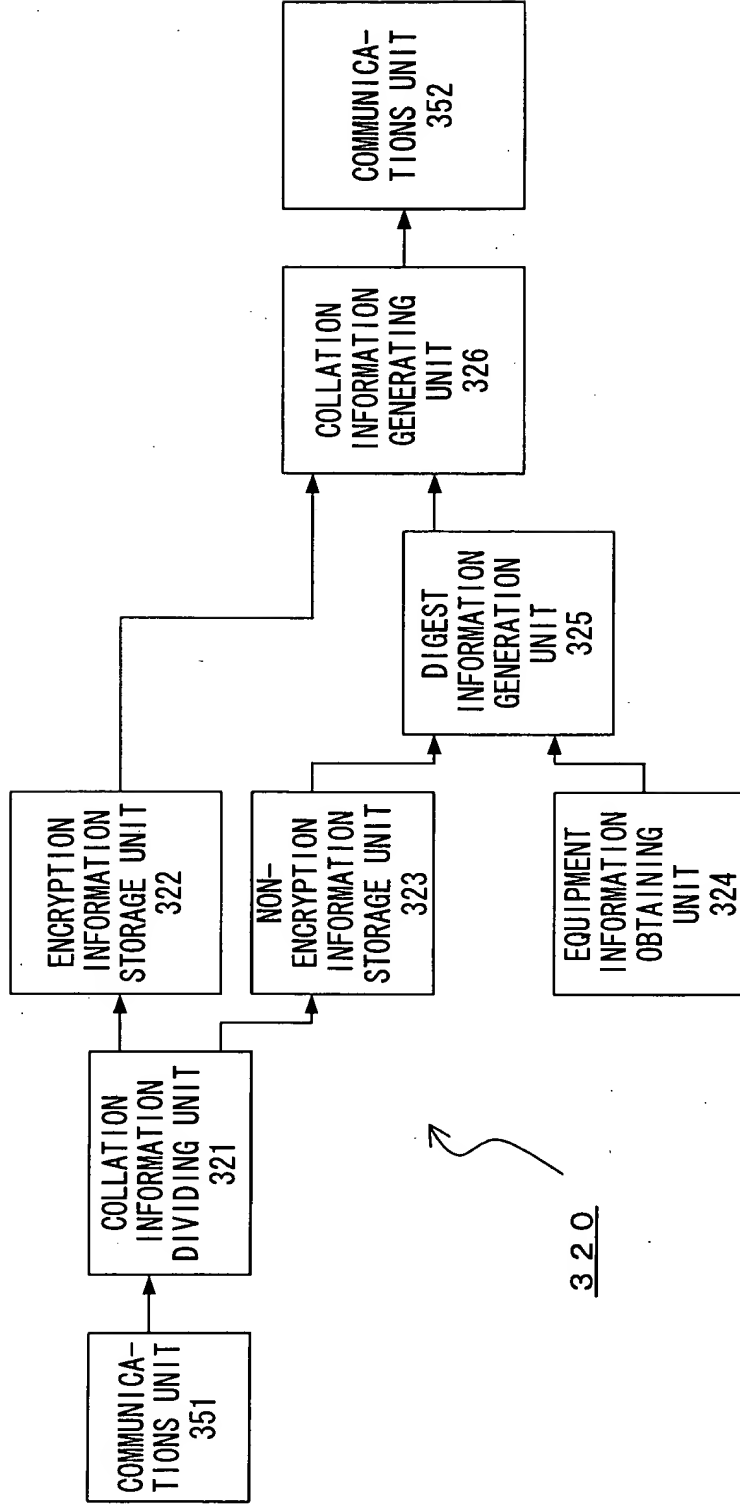 COMMUNICA-
TIONS UNIT
351
COLLATION
INFORMATION
DIVIDING UNIT
321
ENCRYPTION
INFORMATION
STORAGE UNIT
322
NON-
ENCRYPTION
INFORMATION
STORAGE UNIT
323
EQUIPMENT
INFORMATION
OBTAINING
UNIT
324
DIGEST
INFORMATION
GENERATION
UNIT
325
COLLATION
INFORMATION
GENERATING
UNIT
326
COMMUNICA-
TIONS UNIT
352
320